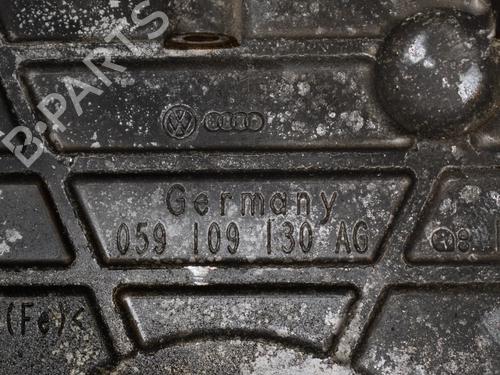 B-PARTS
Germany
059 109 130 AG
(Fe)<